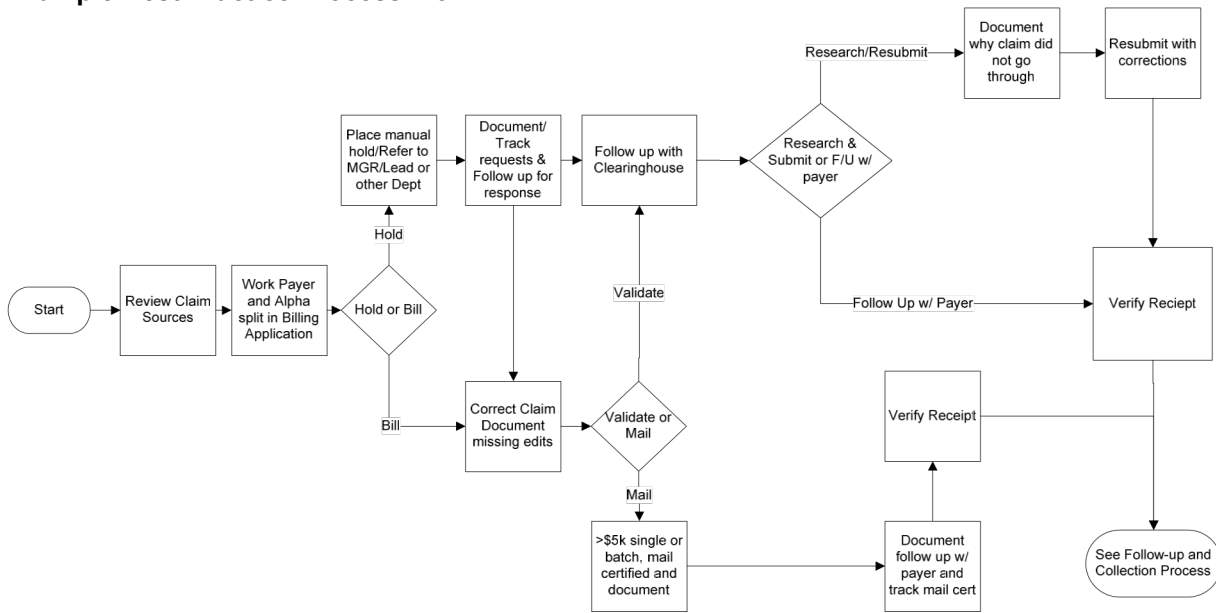 Document
why claim did
not go
through
Resubmit with
corrections
Research/Resubmit
Place manual
hold/Refer to
MGR/Lead or
other Dept
Document/
Track
requests &
Follow up for
response
Follow up with
Clearinghouse
Research &
Submit or F/U w/
payer
Hold
Validate
Start
Review Claim
Sources
Work Payer
and Alpha
split in Billing
Application
Hold or Bill
Follow Up w/ Payer
Verify Reciept
Bill
Correct Claim
Document
missing edits
Validate or
Mail
Verify Receipt
Mail
>$5k single or
batch, mail
certified and
document
Document
follow up w/
payer and
track mail cert
See Follow-up and
Collection Process